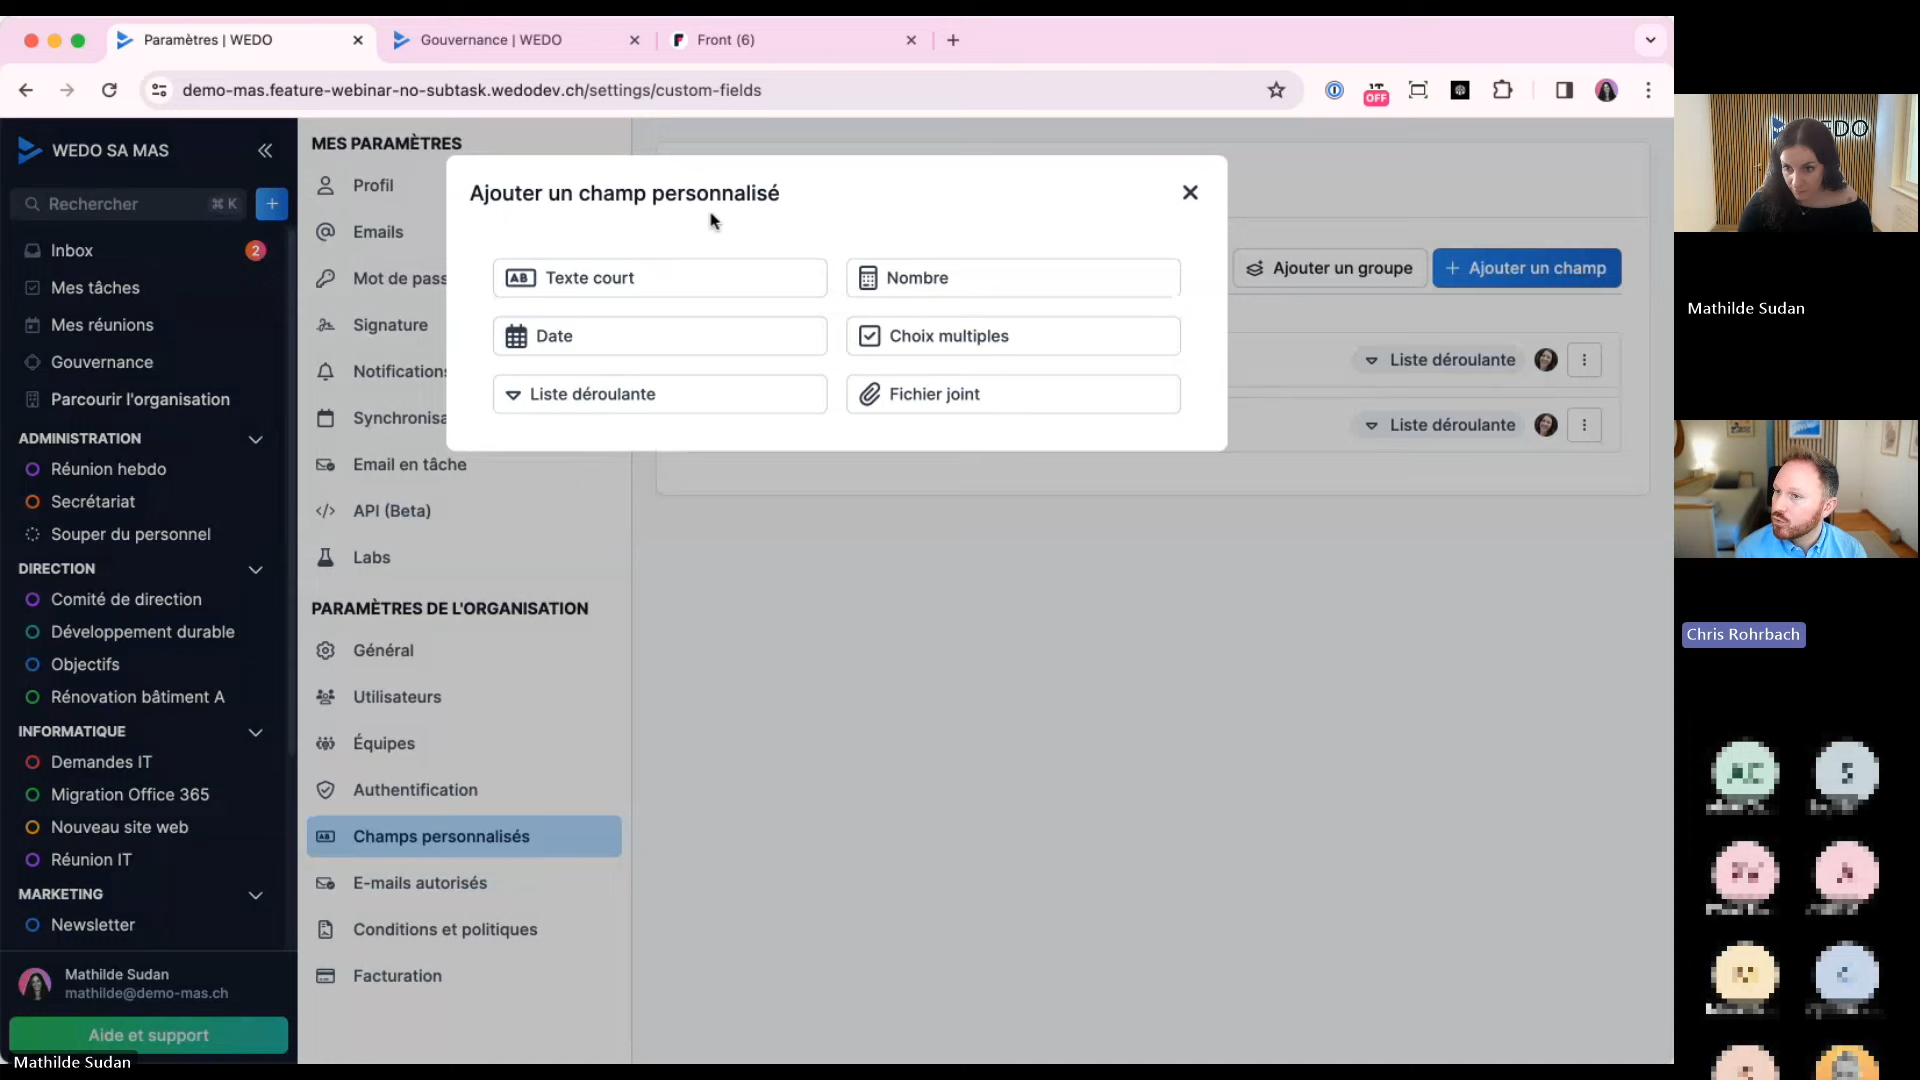 Paramètres | WEDO
Gouvernance | WEDO
Front (6)
demo-mas.feature-webinar-no-subtask.wedodev.ch/settings/custom-fields
OFF
WEDO SA MAS
Rechercher
⌘ K
Inbox
2
Mes tâches
Mes réunions
Gouvernance
Parcourir l'organisation
ADMINISTRATION
Réunion hebdo
Secrétariat
Souper du personnel
DIRECTION
Comité de direction
Développement durable
Objectifs
Rénovation bâtiment A
INFORMATIQUE
Demandes IT
Migration Office 365
Nouveau site web
Réunion IT
MARKETING
Newsletter
Mathilde Sudan
mathilde@demo-mas.ch
Aide et support
Mathilde Sudan
MES PARAMÈTRES
Profil
Emails
Mot de pass
Signature
Notifications
Synchronisa
Email en tâche
API (Beta)
Labs
PARAMÈTRES DE L'ORGANISATION
Général
Utilisateurs
Équipes
Authentification
AB Champs personnalisés
E-mails autorisés
Conditions et politiques
Facturation
Ajouter un champ personnalisé
AB Texte court
Nombre
Date
Choix multiples
Liste déroulante
Fichier joint
Ajouter un groupe
+ Ajouter un champ
Liste déroulante
Liste déroulante
Mathilde Sudan
Chris Rohrbach